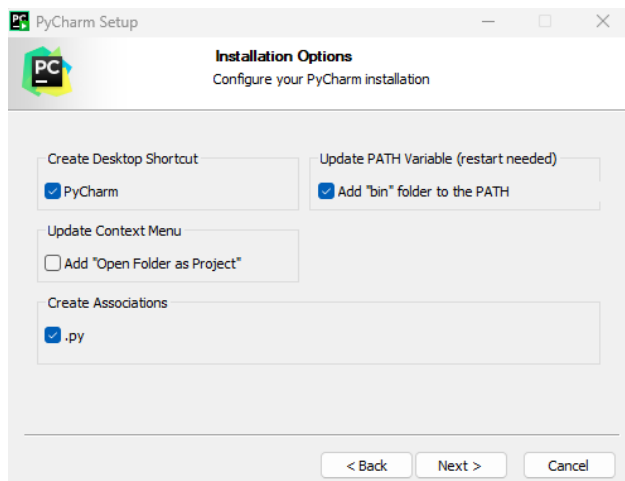 PC PyCharm Setup
PC
Installation Options
Configure your PyCharm installation
Create Desktop Shortcut
PyCharm
Update PATH Variable (restart needed)
Add "bin" folder to the PATH
Update Context Menu
Add "Open Folder as Project"
Create Associations
.py
< Back
Next >
Cancel